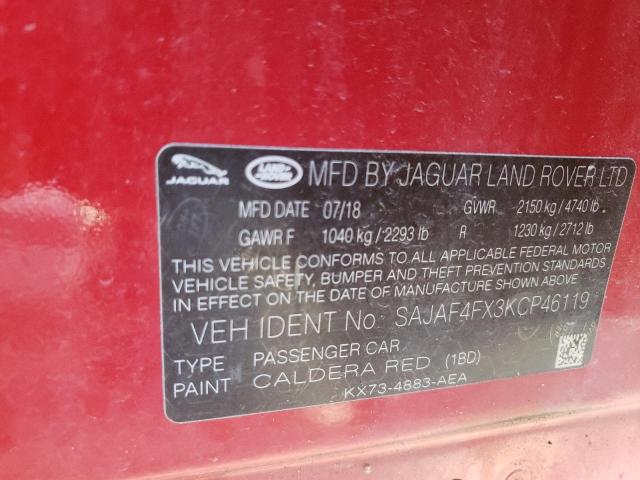 JAGUAR LAND ROVER MFD BY JAGUAR LAND ROVER LTD
MFD DATE 07/18 GVWR 2150 kg / 4740 lb
GAWR F 1040 kg / 2293 lb R 1230 kg / 2712 lb
THIS VEHICLE CONFORMS TO ALL APPLICABLE FEDERAL MOTOR
VEHICLE SAFETY, BUMPER AND THEFT PREVENTION STANDARDS
IN EFFECT ON THE DATE OF MANUFACTURE SHOWN ABOVE.
VEH IDENT No: SAJAF4FX3KCP46119
TYPE PASSENGER CAR
PAINT CALDERA RED (1BD)
KX73-4883-AEA